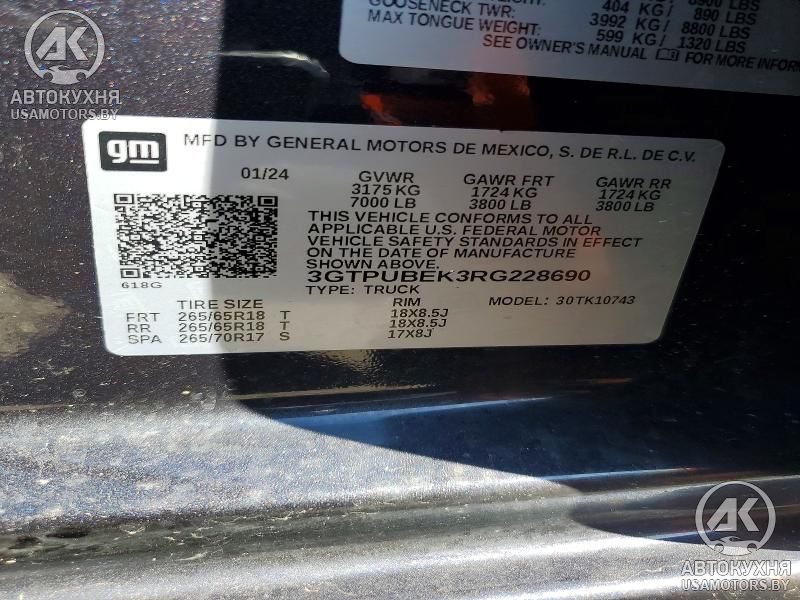 404 KG / 890 LBS
GOOSENECK TWR: 3992 KG / 8800 LBS
MAX TONGUE WEIGHT: 599 KG / 1320 LBS
SEE OWNER'S MANUAL FOR MORE INFORM
AK
АВТОКУХНЯ
USAMOTORS.BY
gm MFD BY GENERAL MOTORS DE MEXICO, S. DE R.L. DE C.V.
01/24 GVWR GAWR FRT GAWR RR
3175 KG 1724 KG 1724 KG
7000 LB 3800 LB 3800 LB
THIS VEHICLE CONFORMS TO ALL
APPLICABLE U.S. FEDERAL MOTOR
VEHICLE SAFETY STANDARDS IN EFFECT
ON THE DATE OF MANUFACTURE
SHOWN ABOVE.
3GTPUBEK3RG228690
618G TYPE: TRUCK MODEL: 30TK10743
TIRE SIZE RIM
FRT 265/65R18 T 18X8.5J
RR 265/65R18 T 18X8.5J
SPA 265/70R17 S 17X8J
AK
АВТОКУХНЯ
USAMOTORS.BY